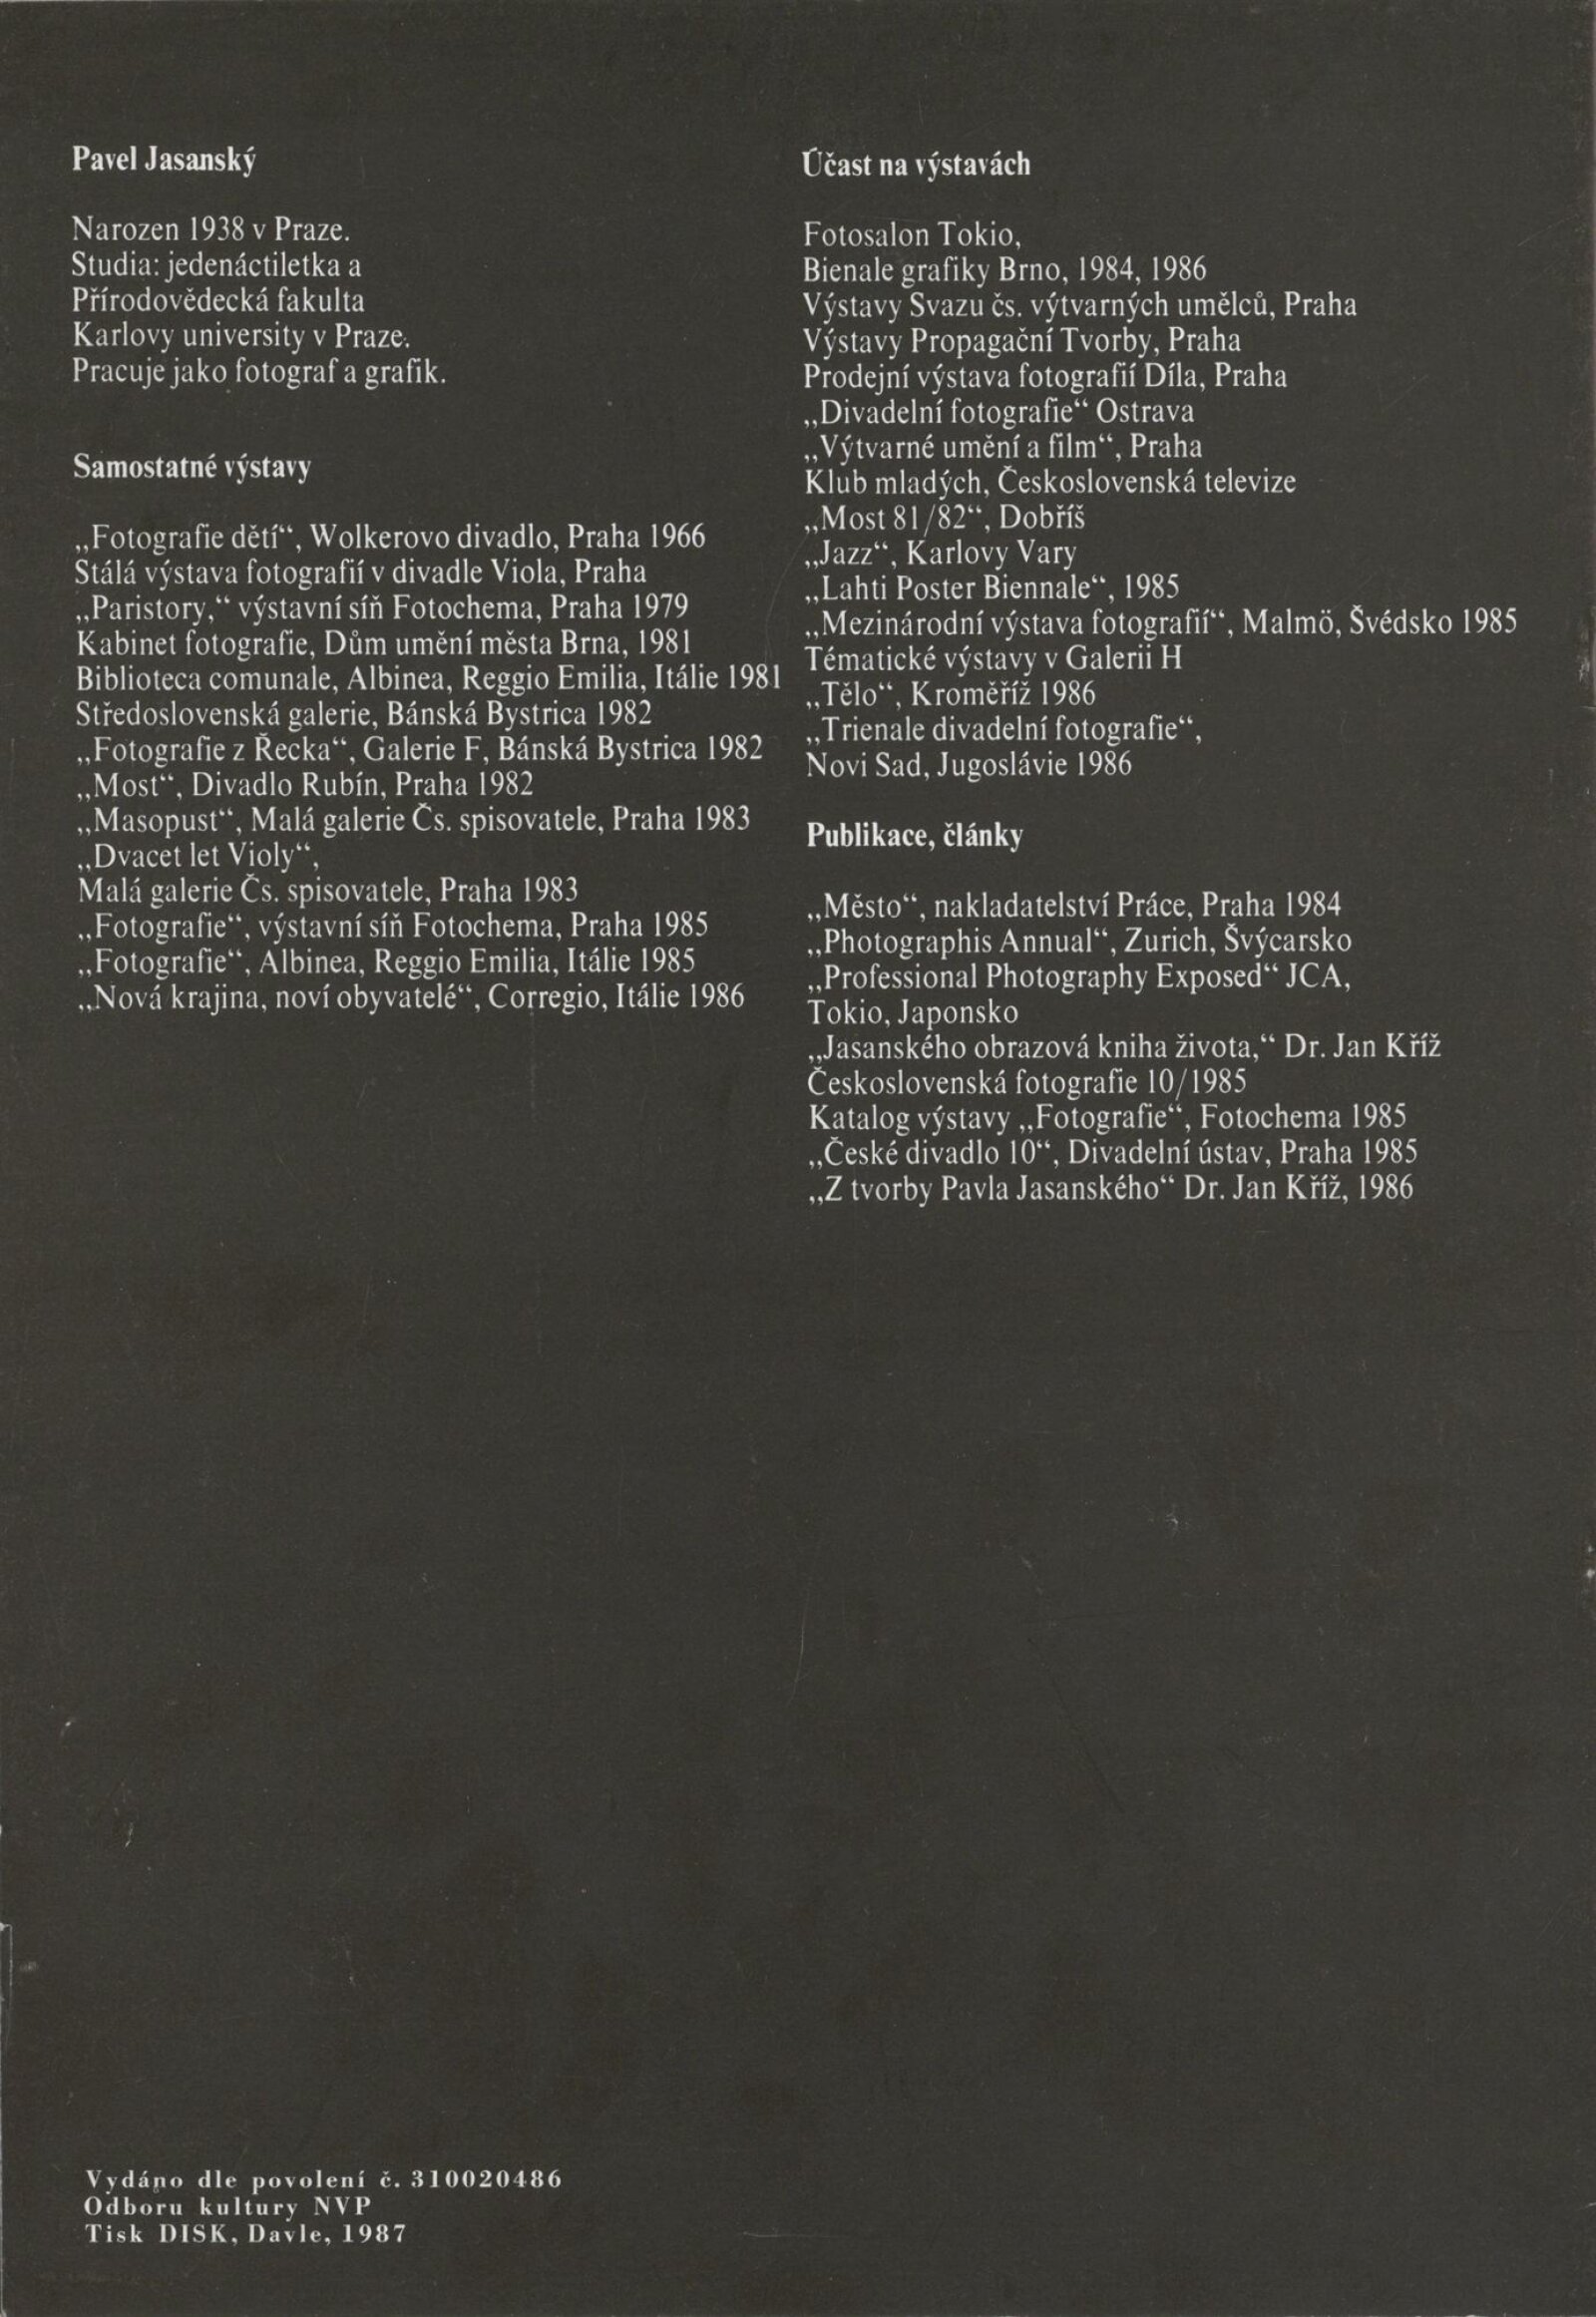 Pavel Jasanský
Narozen 1938 v Praze.
Studia: jedenáctiletka a
Přírodovědecká fakulta
Karlovy university v Praze.
Pracuje jako fotograf a grafik.
Samostatné výstavy
„Fotografie dětí“, Wolkerovo divadlo, Praha 1966
Stálá výstava fotografií v divadle Viola, Praha
„Paristory,“ výstavní síň Fotochema, Praha 1979
Kabinet fotografie, Dům umění města Brna, 1981
Biblioteca comunale, Albinea, Reggio Emilia, Itálie 1981
Středoslovenská galerie, Bánská Bystrica 1982
„Fotografie z Řecka“, Galerie F, Bánská Bystrica 1982
„Most“, Divadlo Rubín, Praha 1982
„Masopust“, Malá galerie Čs. spisovatele, Praha 1983
„Dvacet let Violy“,
Malá galerie Čs. spisovatele, Praha 1983
„Fotografie“, výstavní síň Fotochema, Praha 1985
„Fotografie“, Albinea, Reggio Emilia, Itálie 1985
„Nová krajina, noví obyvatelé“, Corregio, Itálie 1986
Účast na výstavách
Fotosalon Tokio,
Bienale grafiky Brno, 1984, 1986
Výstavy Svazu čs. výtvarných umělců, Praha
Výstavy Propagační Tvorby, Praha
Prodejní výstava fotografií Díla, Praha
„Divadelní fotografie“ Ostrava
„Výtvarné umění a film“, Praha
Klub mladých, Československá televize
„Most 81/82“, Dobříš
„Jazz“, Karlovy Vary
„Lahti Poster Biennale“, 1985
„Mezinárodní výstava fotografií“, Malmö, Švédsko 1985
Tématické výstavy v Galerii H
„Tělo“, Kroměříž 1986
„Trienale divadelní fotografie“,
Novi Sad, Jugoslávie 1986
Publikace, články
„Město“, nakladatelství Práce, Praha 1984
„Photographis Annual“, Zurich, Švýcarsko
„Professional Photography Exposed“ JCA,
Tokio, Japonsko
„Jasanského obrazová kniha života,“ Dr. Jan Kříž
Československá fotografie 10/1985
Katalog výstavy „Fotografie“, Fotochema 1985
„České divadlo 10“, Divadelní ústav, Praha 1985
„Z tvorby Pavla Jasanského“ Dr. Jan Kříž, 1986
Vydáno dle povolení č. 310020486
Odboru kultury NVP
Tisk DISK, Davle, 1987